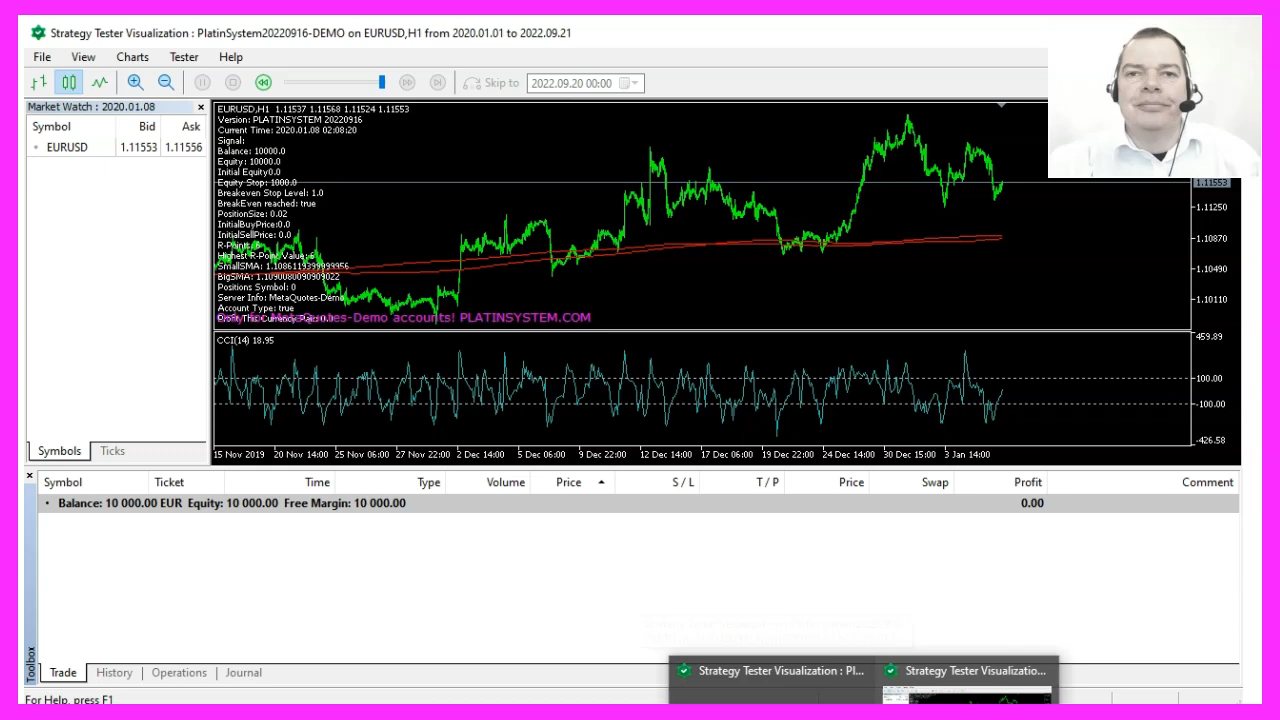 Strategy Tester Visualization : PlatinSystem20220916-DEMO on EURUSD,H1 from 2020.01.01 to 2022.09.21
File View Charts Tester Help
Skip to 2022.09.20 00:00
Market Watch : 2020.01.08
Symbol Bid Ask
EURUSD 1.11553 1.11556
Symbols Ticks
EURUSD,H1 1.11537 1.11568 1.11524 1.11553
Version: PLATINSYSTEM 20220916
Current Time: 2020.01.08 02:08:20
Signal:
Balance: 10000.0
Equity: 10000.0
Initial Equity0.0
Equity Stop: 1000.0
Breakeven Stop Level: 1.0
BreakEven reached: true
PositionSize: 0.02
InitialBuyPrice:0.0
InitialSellPrice: 0.0
R-Points: 6
Highest R-Point Value: 6
SmallSMA: 1.1086119399999956
BigSMA: 1.1090080090909022
Positions Symbol: 0
Server Info: MetaQuotes-Demo
Account Type: true
MetaQuotes-Demo accounts! PLATINSYSTEM.COM
1.11553
1.11250
1.10870
1.10490
1.10110
CCI(14) 18.95
459.89
100.00
-100.00
-426.58
15 Nov 2019 20 Nov 14:00 25 Nov 06:00 27 Nov 22:00 2 Dec 14:00 5 Dec 06:00 9 Dec 22:00 12 Dec 14:00 17 Dec 06:00 19 Dec 22:00 24 Dec 14:00 30 Dec 15:00 3 Jan 14:00
Symbol Ticket Time Type Volume Price S / L T / P Price Swap Profit Comment
Balance: 10 000.00 EUR Equity: 10 000.00 Free Margin: 10 000.00 0.00
Toolbox
Trade History Operations Journal
Strategy Tester Visualization : Pl... Strategy Tester Visualizatio...
For Help, press F1